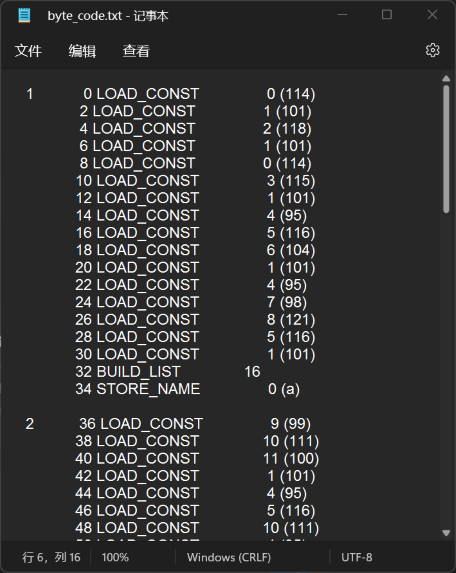 byte_code.txt - 记事本
文件 编辑 查看
1 0 LOAD_CONST 0 (114)
2 LOAD_CONST 1 (101)
4 LOAD_CONST 2 (118)
6 LOAD_CONST 1 (101)
8 LOAD_CONST 0 (114)
10 LOAD_CONST 3 (115)
12 LOAD_CONST 1 (101)
14 LOAD_CONST 4 (95)
16 LOAD_CONST 5 (116)
18 LOAD_CONST 6 (104)
20 LOAD_CONST 1 (101)
22 LOAD_CONST 4 (95)
24 LOAD_CONST 7 (98)
26 LOAD_CONST 8 (121)
28 LOAD_CONST 5 (116)
30 LOAD_CONST 1 (101)
32 BUILD_LIST 16
34 STORE_NAME 0 (a)
2 36 LOAD_CONST 9 (99)
38 LOAD_CONST 10 (111)
40 LOAD_CONST 11 (100)
42 LOAD_CONST 1 (101)
44 LOAD_CONST 4 (95)
46 LOAD_CONST 5 (116)
48 LOAD_CONST 10 (111)
行 6，列 16 100% Windows (CRLF) UTF-8